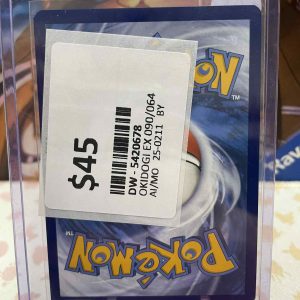 $45
DW - 5420678
OKIDOGI EX 090/064
AI/MO 25-0211 BY
POKÉMON